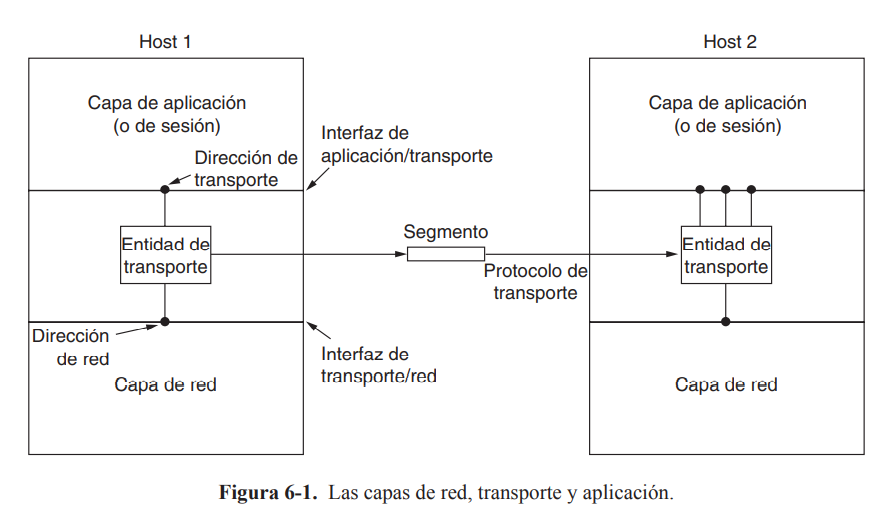 Host 1
Host 2
Capa de aplicación
(o de sesión)
Capa de aplicación
(o de sesión)
Interfaz de
aplicación/transporte
Dirección de
transporte
Entidad de
transporte
Segmento
Protocolo de
transporte
Entidad de
transporte
Dirección
de red
Interfaz de
transporte/red
Capa de red
Capa de red
Figura 6-1. Las capas de red, transporte y aplicación.